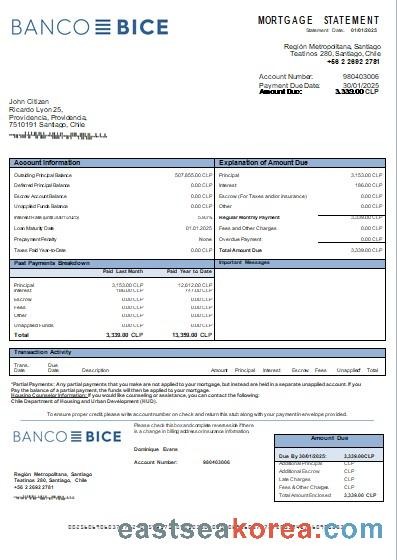 BANCO BICE
MORTGAGE STATEMENT
Statement Date: 01/01/2025
Región Metropolitana, Santiago
Teatinos 280, Santiago, Chile
+56 2 2692 2781
Account Number: 980403006
Payment Due Date: 30/01/2025
Amount Due: 3,339.00 CLP
John Citizen
Ricardo Lyon 25,
Providencia, Providencia,
7510191 Santiago, Chile
Account Information
Outstanding Principal Balance 507,855.00 CLP
Deferred Principal Balance 0.00 CLP
Escrow Account Balance 0.00 CLP
Unapplied Funds Balance 0.00 CLP
Loan Maturity Date 01.01.2025
Prepayment Penalty None
Taxes Paid Year-to-Date 0.00 CLP
Explanation of Amount Due
Principal 3,153.00 CLP
Interest 186.00 CLP
Escrow (For Taxes and/or Insurance) 0.00 CLP
Other 0.00 CLP
Regular Monthly Payment 3,339.00 CLP
Fees and Other Charges 0.00 CLP
Overdue Payment 0.00 CLP
Total Amount Due 3,339.00 CLP
Past Payments Breakdown
Paid Last Month Paid Year to Date
Principal 3,153.00 CLP 12,612.00 CLP
Interest 186.00 CLP
Escrow 0.00 CLP 0.00 CLP
Fees 0.00 CLP 0.00 CLP
Other 0.00 CLP 0.00 CLP
Unapplied Funds 0.00 CLP 0.00 CLP
Total 3,339.00 CLP 13,359.00 CLP
Important Messages
Transaction Activity
Trans. Date Due Date Description Amount Principal Interest Escrow Fees Unapplied* Total
*Partial Payments: Any partial payments that you make are not applied to your mortgage, but instead are held in a separate unapplied account. If you
Pay the balance of a partial payment, the funds will then be applied to your mortgage.
Housing Counselor Information: If you would like counseling or assistance, you can contact the following:
Chile Department of Housing and Urban Development (HUD).
To ensure proper credit please write account number on check and return this stub along with your payment in envelope provided.
BANCO BICE
Please check this box and complete reverse side if there
is a change in billing address or insurance information.
Dominique Evans
Account Number: 980403006
Región Metropolitana, Santiago
Teatinos 280, Santiago, Chile
+56 2 2692 2781
Amount Due
Due By 30/01/2025: 3,339.00 CLP
Additional Principal CLP
Additional Escrow CLP
Late Charges CLP
Fees & Other Charges CLP
Total Amount Enclosed 3,339.00 CLP
eastseakorea.com